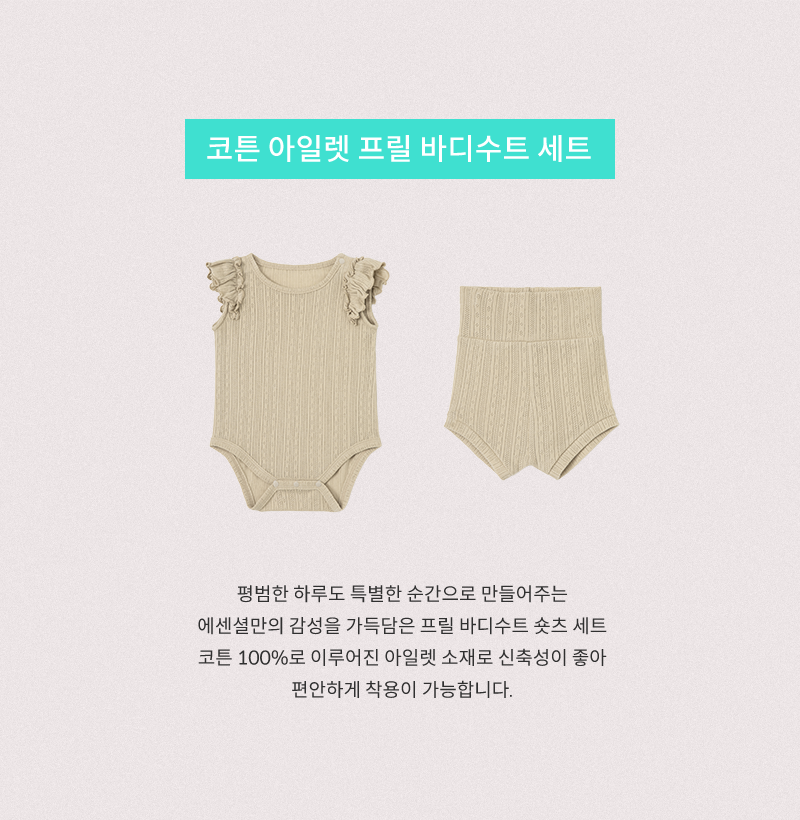 코튼 아일렛 프릴 바디수트 세트
평범한 하루도 특별한 순간으로 만들어주는
에센셜만의 감성을 가득담은 프릴 바디수트 숏츠 세트
코튼 100%로 이루어진 아일렛 소재로 신축성이 좋아
편안하게 착용이 가능합니다.